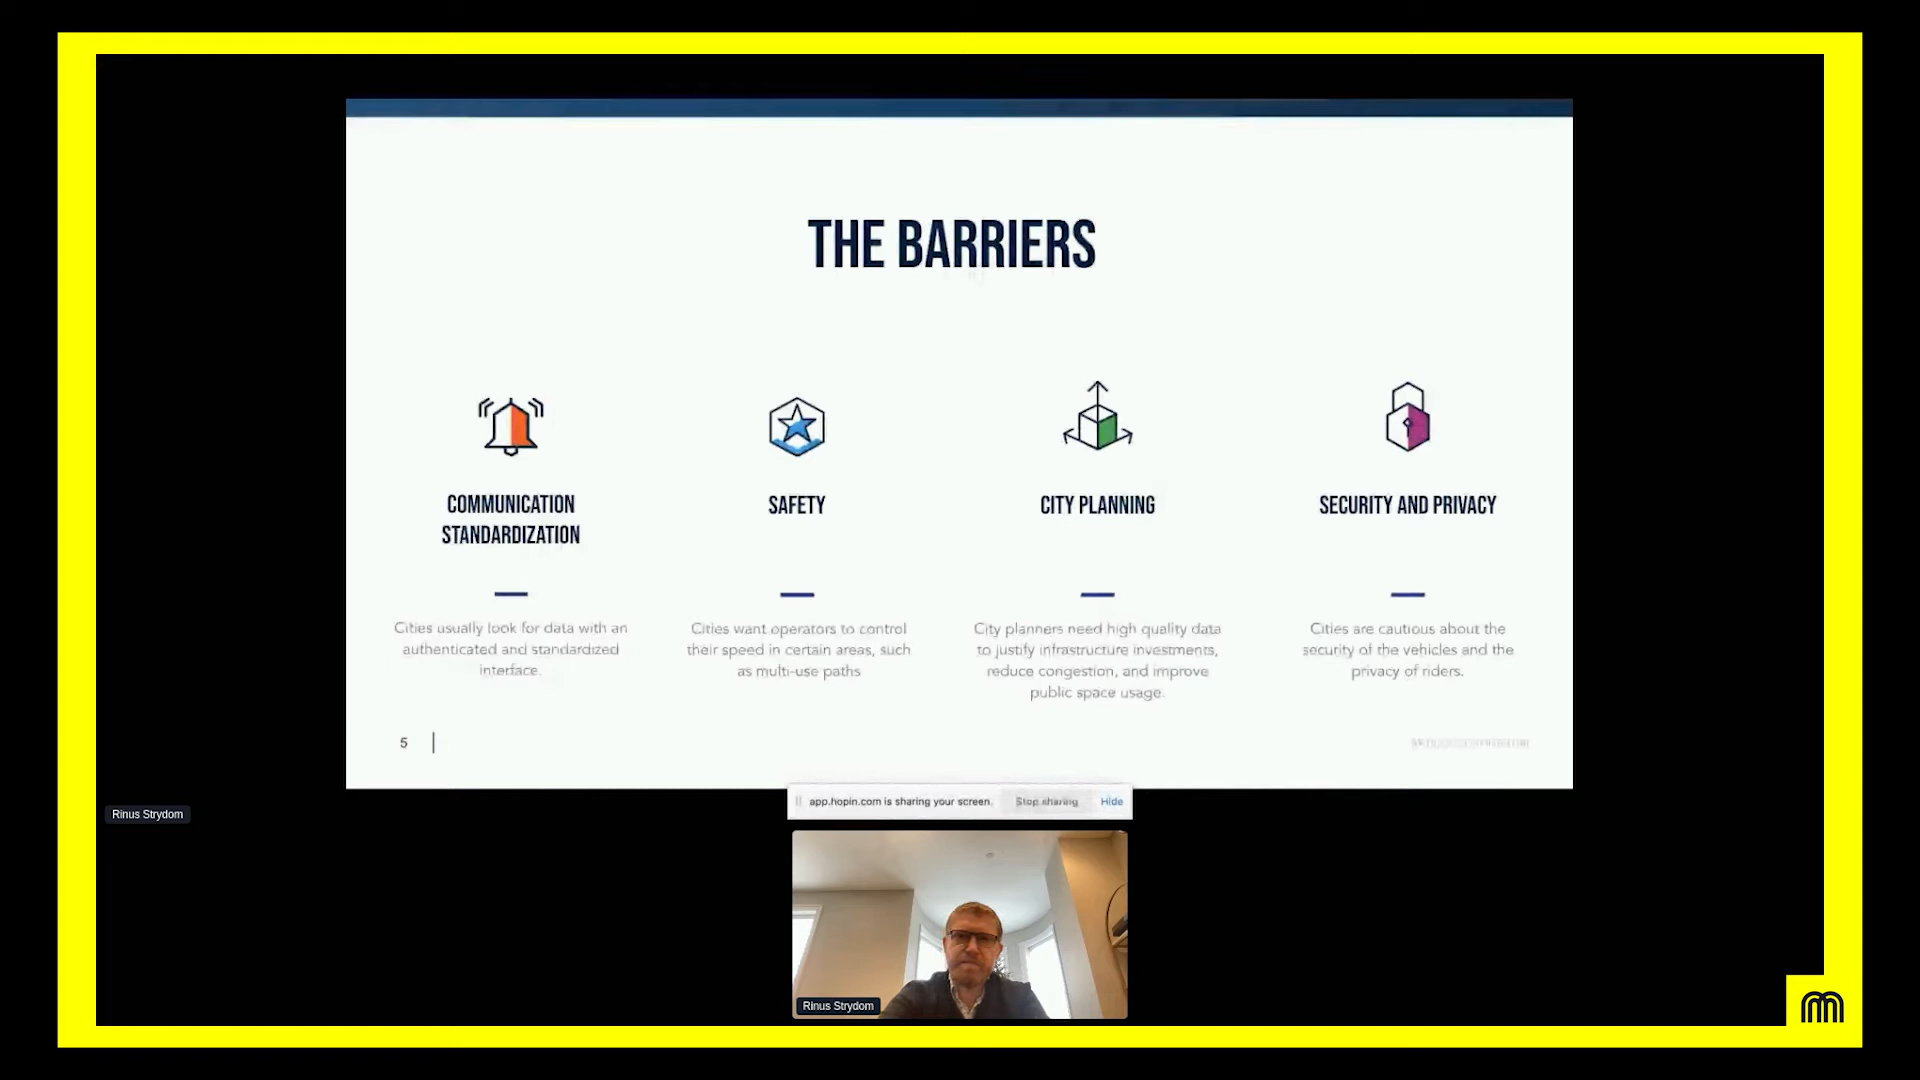 THE BARRIERS
COMMUNICATION
STANDARDIZATION
Cities usually look for data with an
authenticated and standardized
interface.
SAFETY
Cities want operators to control
their speed in certain areas, such
as multi-use paths
CITY PLANNING
City planners need high quality data
to justify infrastructure investments,
reduce congestion, and improve
public space usage.
SECURITY AND PRIVACY
Cities are cautious about the
security of the vehicles and the
privacy of riders.
5
app.hopin.com is sharing your screen.
Stop sharing
Hide
Rinus Strydom
Rinus Strydom